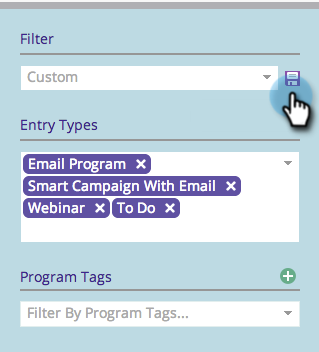 Filter
Custom
Entry Types
Email Program ×
Smart Campaign With Email ×
Webinar × To Do ×
Program Tags
Filter By Program Tags...